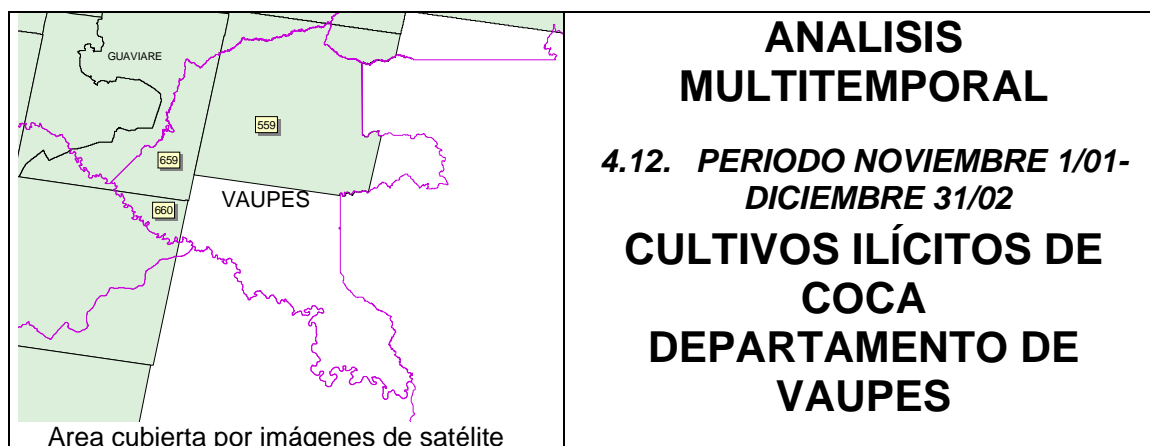 GUAVIARE
559
659
660
VAUPES
Area cubierta por imágenes de satélite
ANALISIS
MULTITEMPORAL
4.12. PERIODO NOVIEMBRE 1/01-
DICIEMBRE 31/02
CULTIVOS ILÍCITOS DE
COCA
DEPARTAMENTO DE
VAUPES